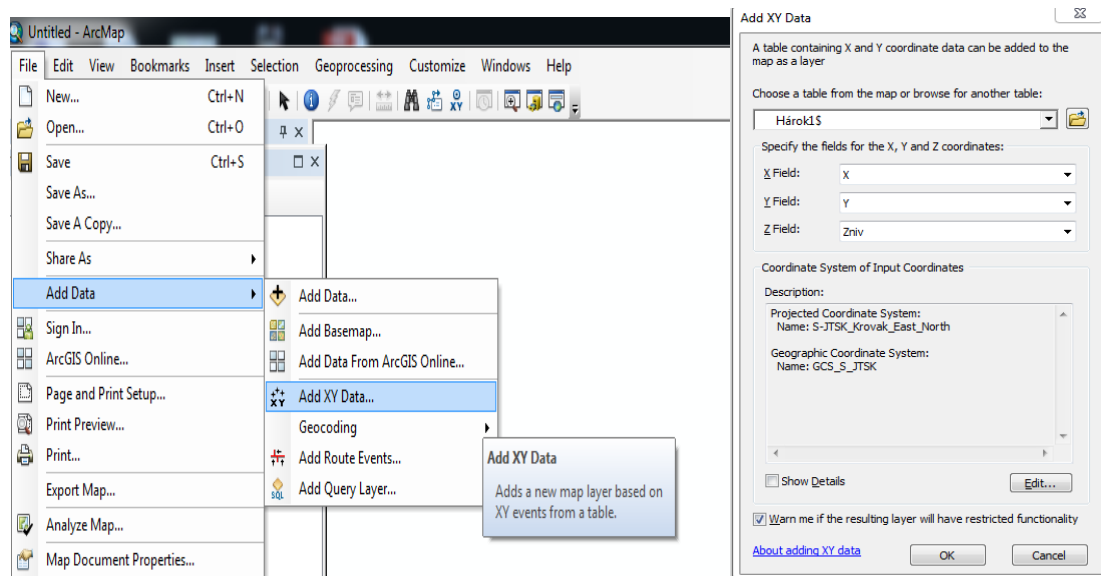 Untitled - ArcMap
File Edit View Bookmarks Insert Selection Geoprocessing Customize Windows Help
New... Ctrl+N
Open... Ctrl+O
Save Ctrl+S
Save As...
Save A Copy...
Share As
Add Data
Sign In...
ArcGIS Online...
Page and Print Setup...
Print Preview...
Print...
Export Map...
Analyze Map...
Map Document Properties...
Add Data...
Add Basemap...
Add Data From ArcGIS Online...
XY Add XY Data...
Geocoding
Add Route Events...
SQL Add Query Layer...
Add XY Data
Adds a new map layer based on
XY events from a table.
Add XY Data
A table containing X and Y coordinate data can be added to the
map as a layer
Choose a table from the map or browse for another table:
Hárok1$
Specify the fields for the X, Y and Z coordinates:
X Field: X
Y Field: Y
Z Field: Zniv
Coordinate System of Input Coordinates
Description:
Projected Coordinate System:
Name: S-JTSK_Krovak_East_North
Geographic Coordinate System:
Name: GCS_S_JTSK
Show Details Edit...
Warn me if the resulting layer will have restricted functionality
About adding XY data OK Cancel